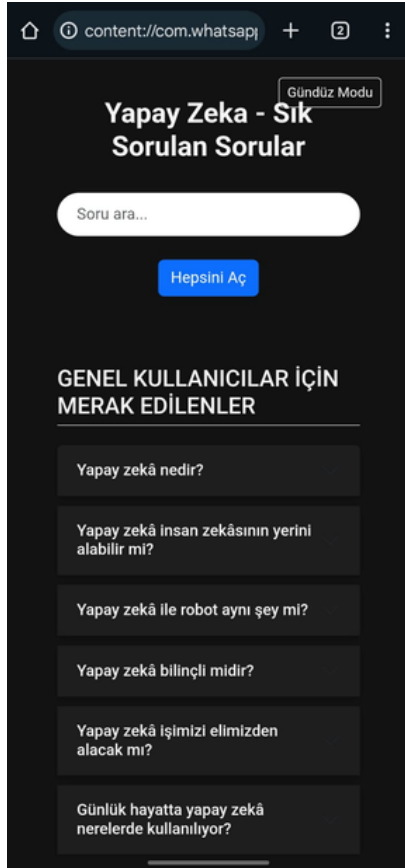 content://com.whatsap
2
Gündüz Modu
Yapay Zeka - Sık
Sorulan Sorular
Soru ara...
Hepsini Aç
GENEL KULLANICILAR İÇİN
MERAK EDİLENLER
Yapay zekâ nedir?
Yapay zekâ insan zekâsının yerini
alabilir mi?
Yapay zekâ ile robot aynı şey mi?
Yapay zekâ bilinçli midir?
Yapay zekâ işimizi elimizden
alacak mı?
Günlük hayatta yapay zekâ
nerelerde kullanılıyor?